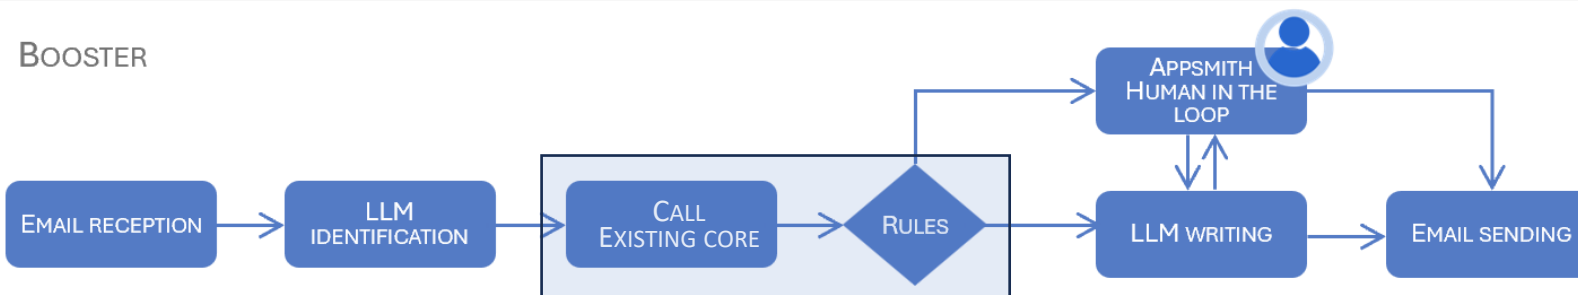 BOOSTER
EMAIL RECEPTION
LLM
IDENTIFICATION
CALL
EXISTING CORE
RULES
APPSMITH
HUMAN IN THE
LOOP
LLM WRITING
EMAIL SENDING